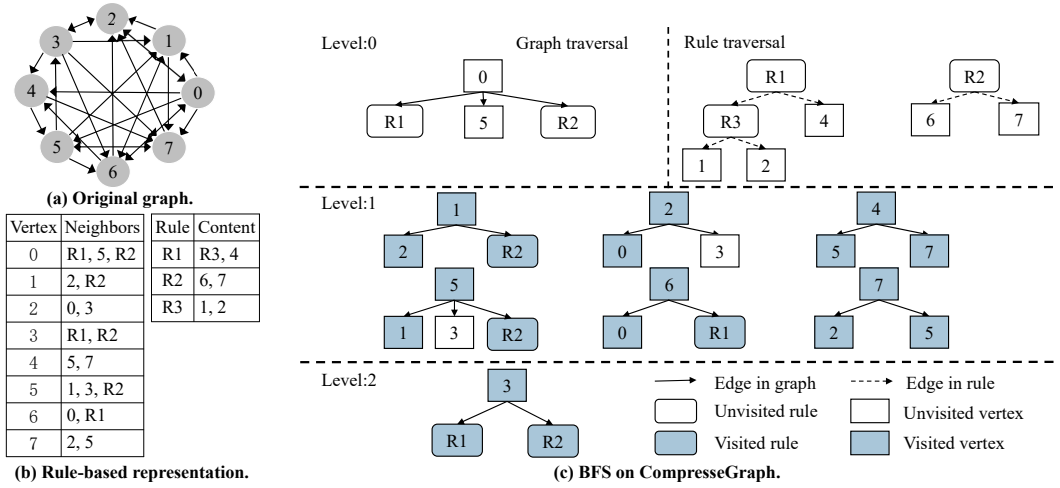 2
3
1
4
0
5
7
6
(a) Original graph.
Vertex Neighbors
0 R1, 5, R2
1 2, R2
2 0, 3
3 R1, R2
4 5, 7
5 1, 3, R2
6 0, R1
7 2, 5
Rule Content
R1 R3, 4
R2 6, 7
R3 1, 2
(b) Rule-based representation.
Level:0 Graph traversal Rule traversal
0 R1 R2
R1 5 R2 R3 4 6 7
1 2
Level:1
1 2 4
2 R2 0 3 5 7
5 6 7
1 3 R2 0 R1 2 5
Level:2
3
R1 R2
Edge in graph Edge in rule
Unvisited rule Unvisited vertex
Visited rule Visited vertex
(c) BFS on CompresseGraph.